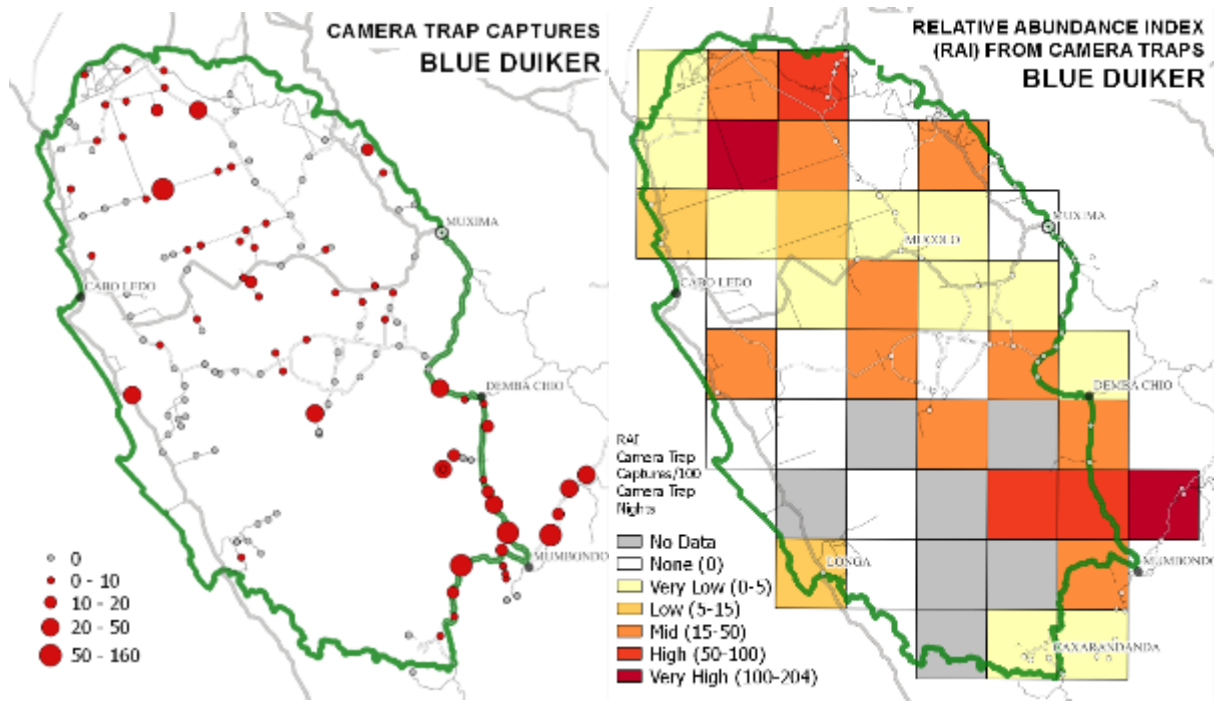 CAMERA TRAP CAPTURES
BLUE DUIKER
MUXIMA
CABO LEDO
DEMBA CHIO
MUMBONDO
0
0 - 10
10 - 20
20 - 50
50 - 160
RELATIVE ABUNDANCE INDEX
(RAI) FROM CAMERA TRAPS
BLUE DUIKER
MUXIMA
MUCOLO
CABO LEDO
DEMBA CHIO
RAI
Camera Trap
Captures/100
Camera Trap
Nights
No Data
None (0)
Very Low (0-5)
Low (5-15)
Mid (15-50)
High (50-100)
Very High (100-204)
LONGA
MUMBONDO
KAXARANDANDA